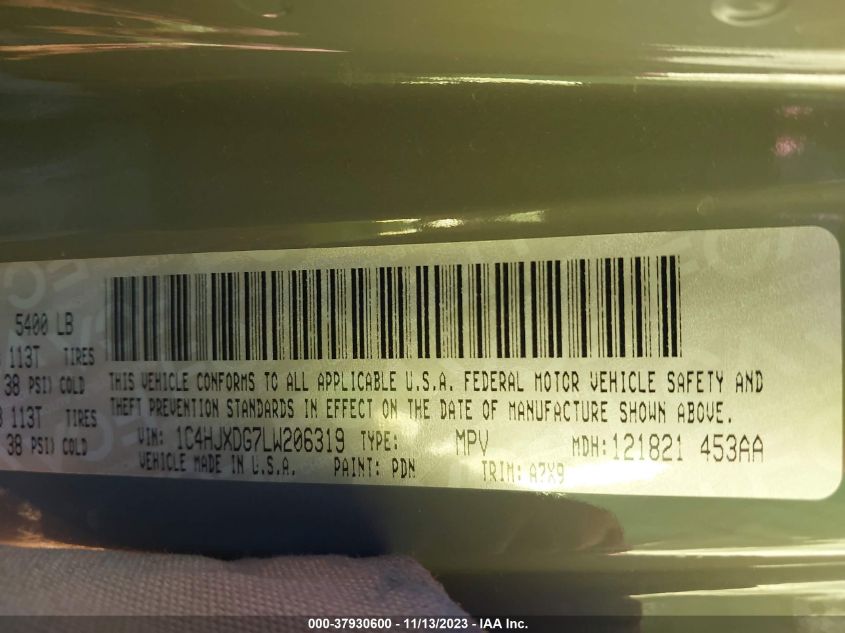 5400 LB
113T TIRES
38 PSI) COLD
113T TIRES
38 PSI) COLD
THIS VEHICLE CONFORMS TO ALL APPLICABLE U.S.A. FEDERAL MOTOR VEHICLE SAFETY AND
THEFT PREVENTION STANDARDS IN EFFECT ON THE DATE OF MANUFACTURE SHOWN ABOVE.
VIN: 1C4HJXDG7LW206319 TYPE: MPV MDH:121821 453AA
VEHICLE MADE IN U.S.A. PAINT: PDN TRIM: A7X9
000-37930600 - 11/13/2023 - IAA Inc.